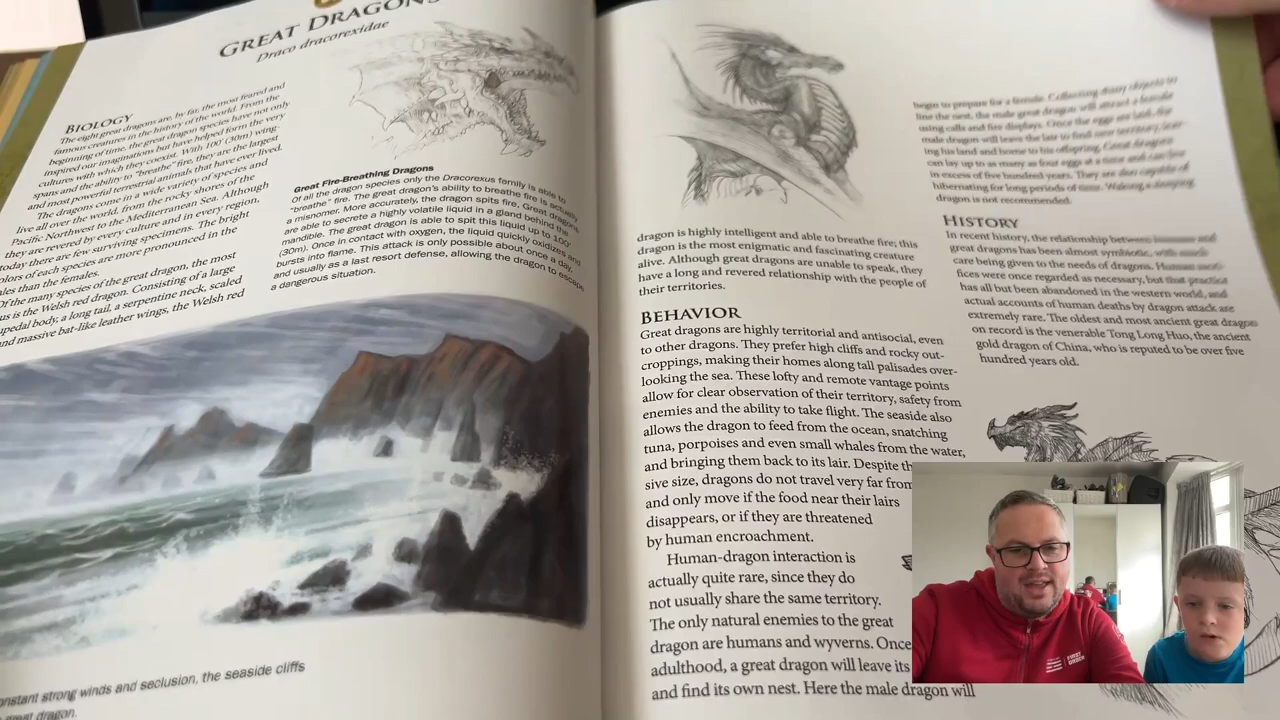 GREAT DRAGONS
Draco dracorexidae
BIOLOGY
The eight great dragons are, by far, the most feared and
famous creatures in the history of the world. From the
beginning of time, the great dragon species have not only
inspired our imaginations but have helped form the very
cultures with which they coexist. With 100' (30m) wing-
spans and the ability to "breathe" fire, they are the largest
and most powerful terrestrial animals that have ever lived.
The dragons come in a wide variety of species and
live all over the world, from the rocky shores of the
Pacific Northwest to the Mediterranean Sea. Although
they are revered by every culture and in every region,
today there are few surviving specimens. The bright
colors of each species are more pronounced in the
les than the females.
Of the many species of the great dragon, the most
us is the Welsh red dragon. Consisting of a large
upedal body, a long tail, a serpentine neck, scaled
and massive bat-like leather wings, the Welsh red
Great Fire-Breathing Dragons
Of all the dragon species only the Dracorexus family is able to
"breathe" fire. The great dragon's ability to breathe fire is actually
a misnomer. More accurately, the dragon spits fire. Great dragons
are able to secrete a highly volatile liquid in a gland behind the
mandible. The great dragon is able to spit this liquid up to 100'
(30m). Once in contact with oxygen, the liquid quickly oxidizes and
bursts into flame. This attack is only possible about once a day,
and usually as a last resort defense, allowing the dragon to escape
a dangerous situation.
onstant strong winds and seclusion, the seaside cliffs
great dragon.
dragon is highly intelligent and able to breathe fire; this
dragon is the most enigmatic and fascinating creature
alive. Although great dragons are unable to speak, they
have a long and revered relationship with the people of
their territories.
BEHAVIOR
Great dragons are highly territorial and antisocial, even
to other dragons. They prefer high cliffs and rocky out-
croppings, making their homes along tall palisades over-
looking the sea. These lofty and remote vantage points
allow for clear observation of their territory, safety from
enemies and the ability to take flight. The seaside also
allows the dragon to feed from the ocean, snatching
tuna, porpoises and even small whales from the water,
and bringing them back to its lair. Despite th
sive size, dragons do not travel very far from
and only move if the food near their lairs
disappears, or if they are threatened
by human encroachment.
Human-dragon interaction is
actually quite rare, since they do
not usually share the same territory.
The only natural enemies to the great
dragon are humans and wyverns. Once
adulthood, a great dragon will leave its
and find its own nest. Here the male dragon will
begin to prepare for a female. Collecting shiny objects to
line the nest, the male great dragon will attract a female
using calls and fire displays. Once the eggs are laid, the
male dragon will leave the lair to find new territory, leav-
ing his land and home to his offspring. Great dragons
can lay up to as many as four eggs at a time and can live
in excess of five hundred years. They are also capable of
hibernating for long periods of time. Waking a sleeping
dragon is not recommended.
HISTORY
In recent history, the relationship between humans and
great dragons has been almost symbiotic, with much
care being given to the needs of dragons. Human sacri-
fices were once regarded as necessary, but that practice
has all but been abandoned in the western world, and
actual accounts of human deaths by dragon attack are
extremely rare. The oldest and most ancient great dragon
on record is the venerable Tong Long Huo, the ancient
gold dragon of China, who is reputed to be over five
hundred years old.
FIRST
ORDER